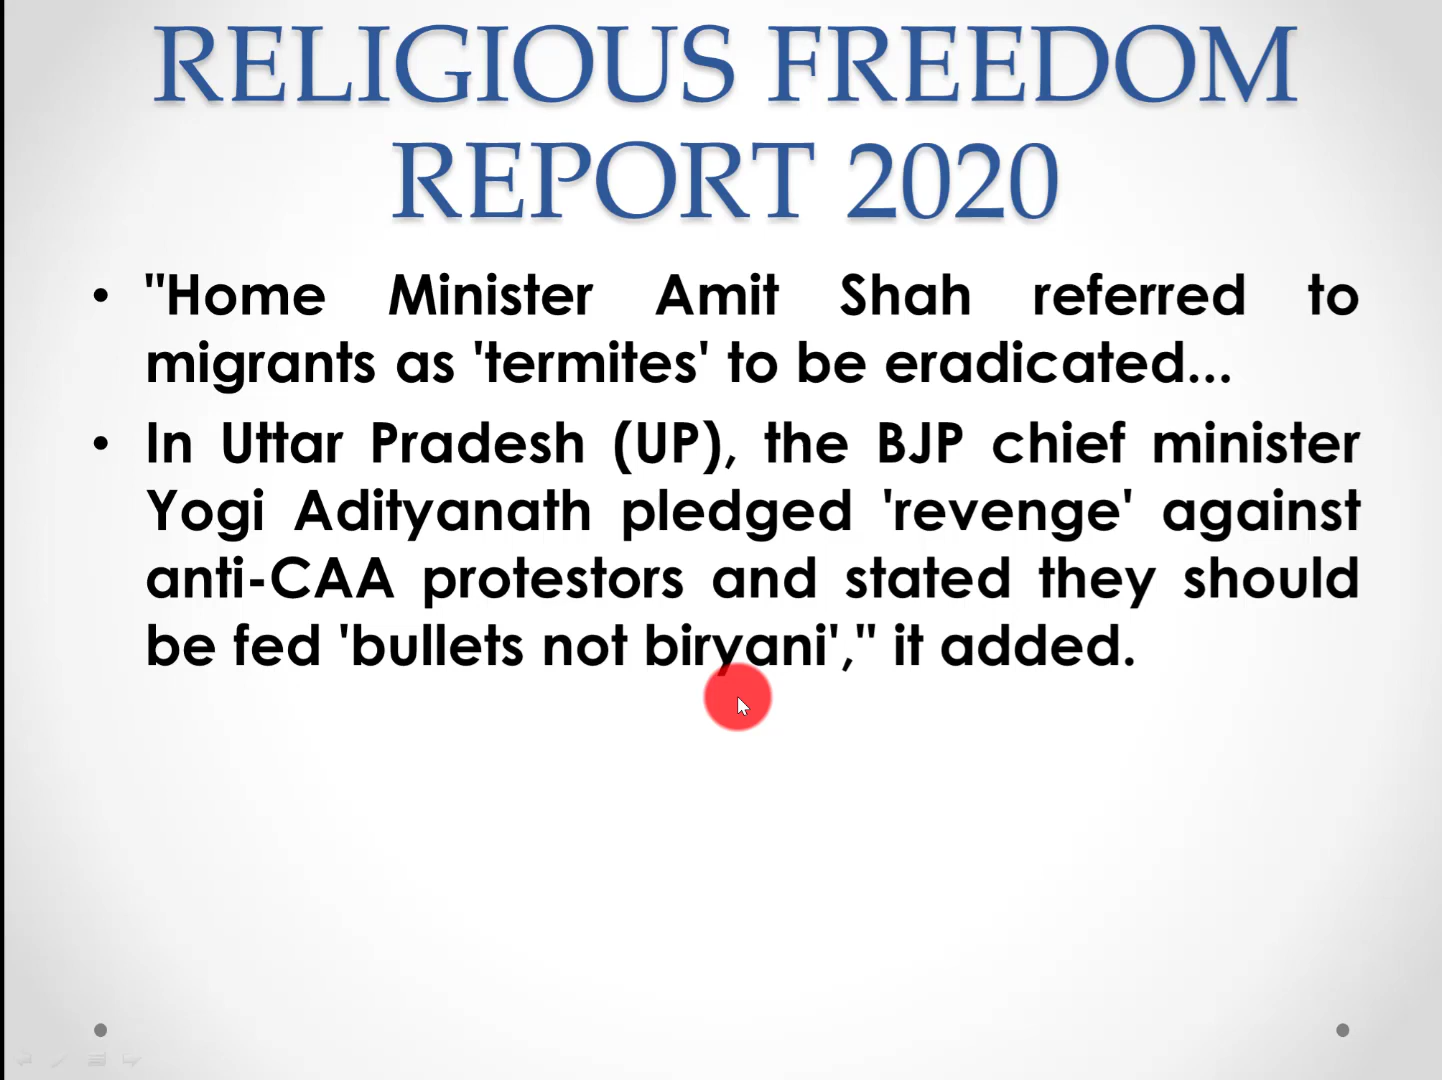 RELIGIOUS FREEDOM
REPORT 2020
• "Home Minister Amit Shah referred to
migrants as 'termites' to be eradicated...
• In Uttar Pradesh (UP), the BJP chief minister
Yogi Adityanath pledged 'revenge' against
anti-CAA protestors and stated they should
be fed 'bullets not biryani'," it added.